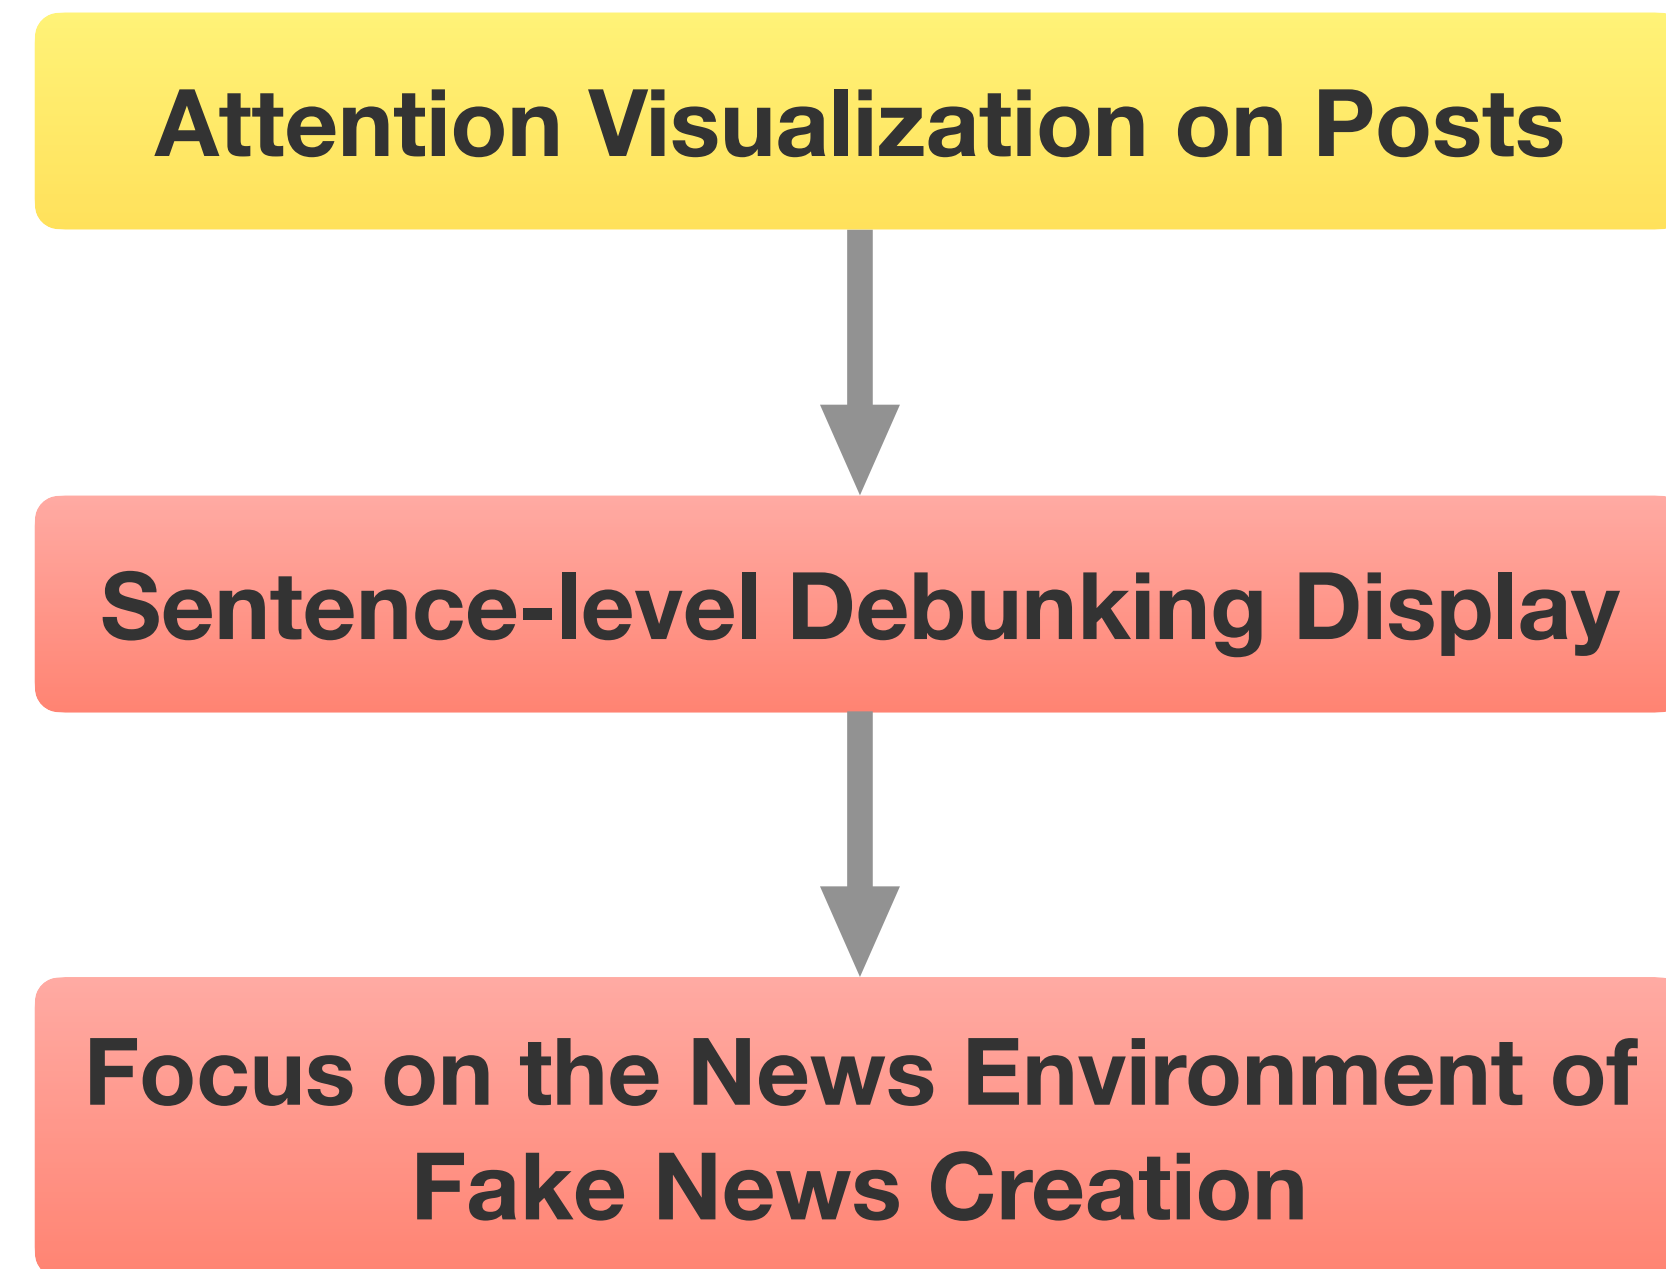 Attention Visualization on Posts
Sentence-level Debunking Display
Focus on the News Environment of
Fake News Creation